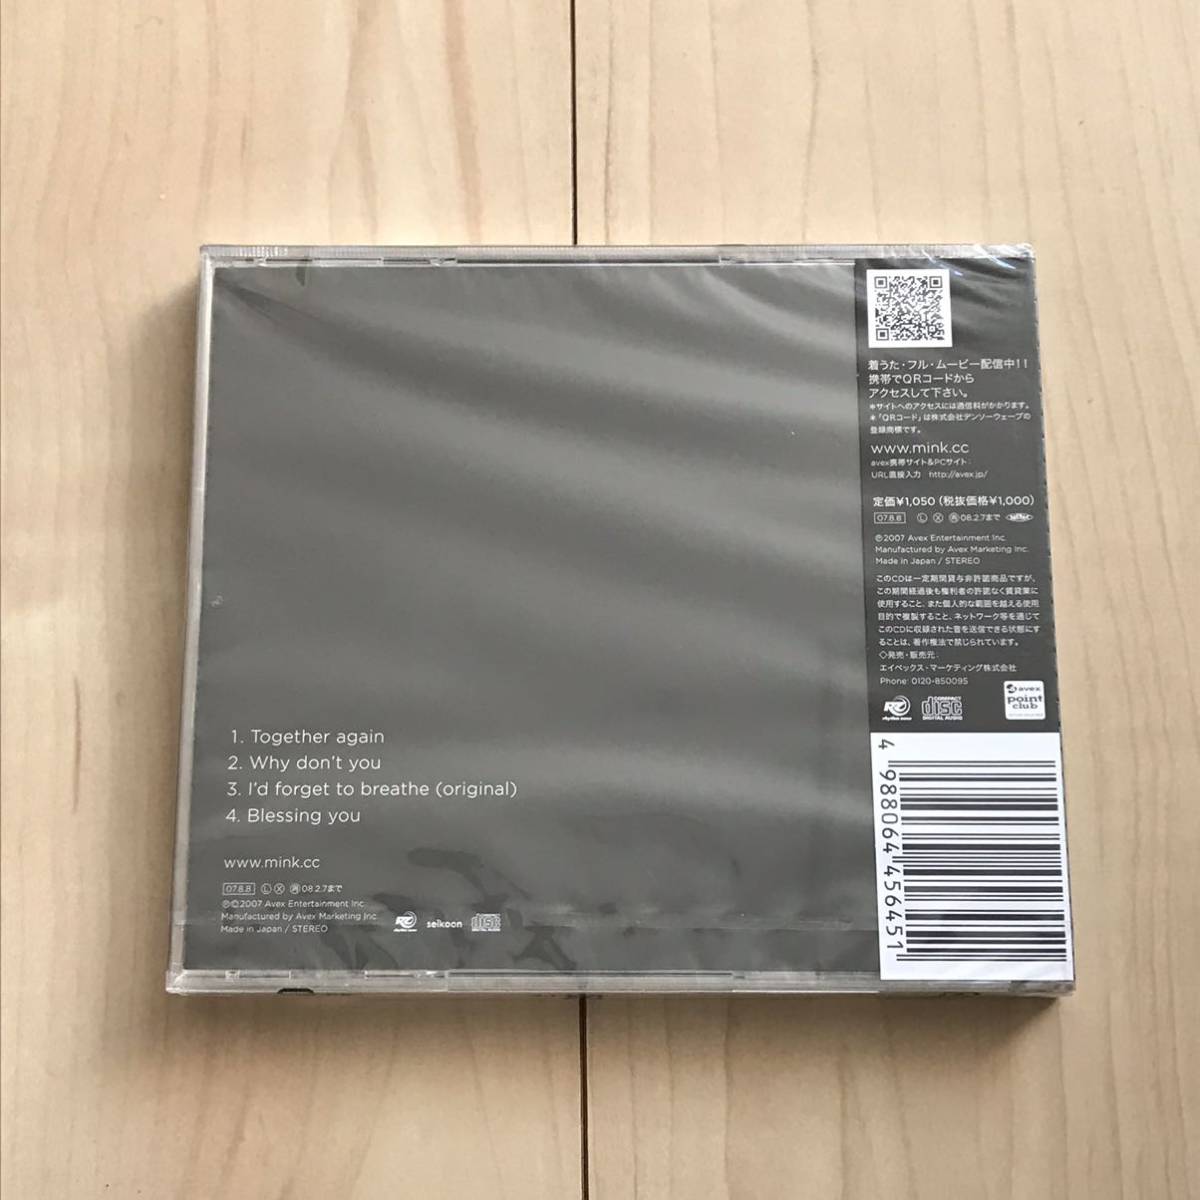 着うた・フル・ムービー配信中!!
携帯でQRコードから
アクセスして下さい。
*サイトへのアクセスには通信料がかかります。
*「QRコード」は株式会社デンソーウェーブの
登録商標です。
www.mink.cc
avex携帯サイト&PCサイト:
URL直接入力 http://avex.jp/
定価¥1,050(税抜価格¥1,000)
07.8.8 Ⓛ Ⓧ 08.2.7まで
℗2007 Avex Entertainment Inc.
Manufactured by Avex Marketing Inc.
Made in Japan / STEREO
このCDは一定期間貸与非許諾商品ですが、
この期間経過後も権利者の許諾なく賃貸業に
使用すること、また個人的な範囲を越える使用
目的で複製すること、ネットワーク等を通じて
このCDに収録された音を送信できる状態にす
ることは、著作権法で禁じられています。
◇発売・販売元:
エイベックス・マーケティング株式会社
Phone: 0120-850095
rhythm zone
COMPACT
disc
DIGITAL AUDIO
avex
point
club
4 988064 456451
1. Together again
2. Why don't you
3. I'd forget to breathe (original)
4. Blessing you
www.mink.cc
07.8.8 Ⓛ Ⓧ 08.2.7まで
℗©2007 Avex Entertainment Inc.
Manufactured by Avex Marketing Inc.
Made in Japan / STEREO
rhythm zone
seikoon
disc
DIGITAL AUDIO